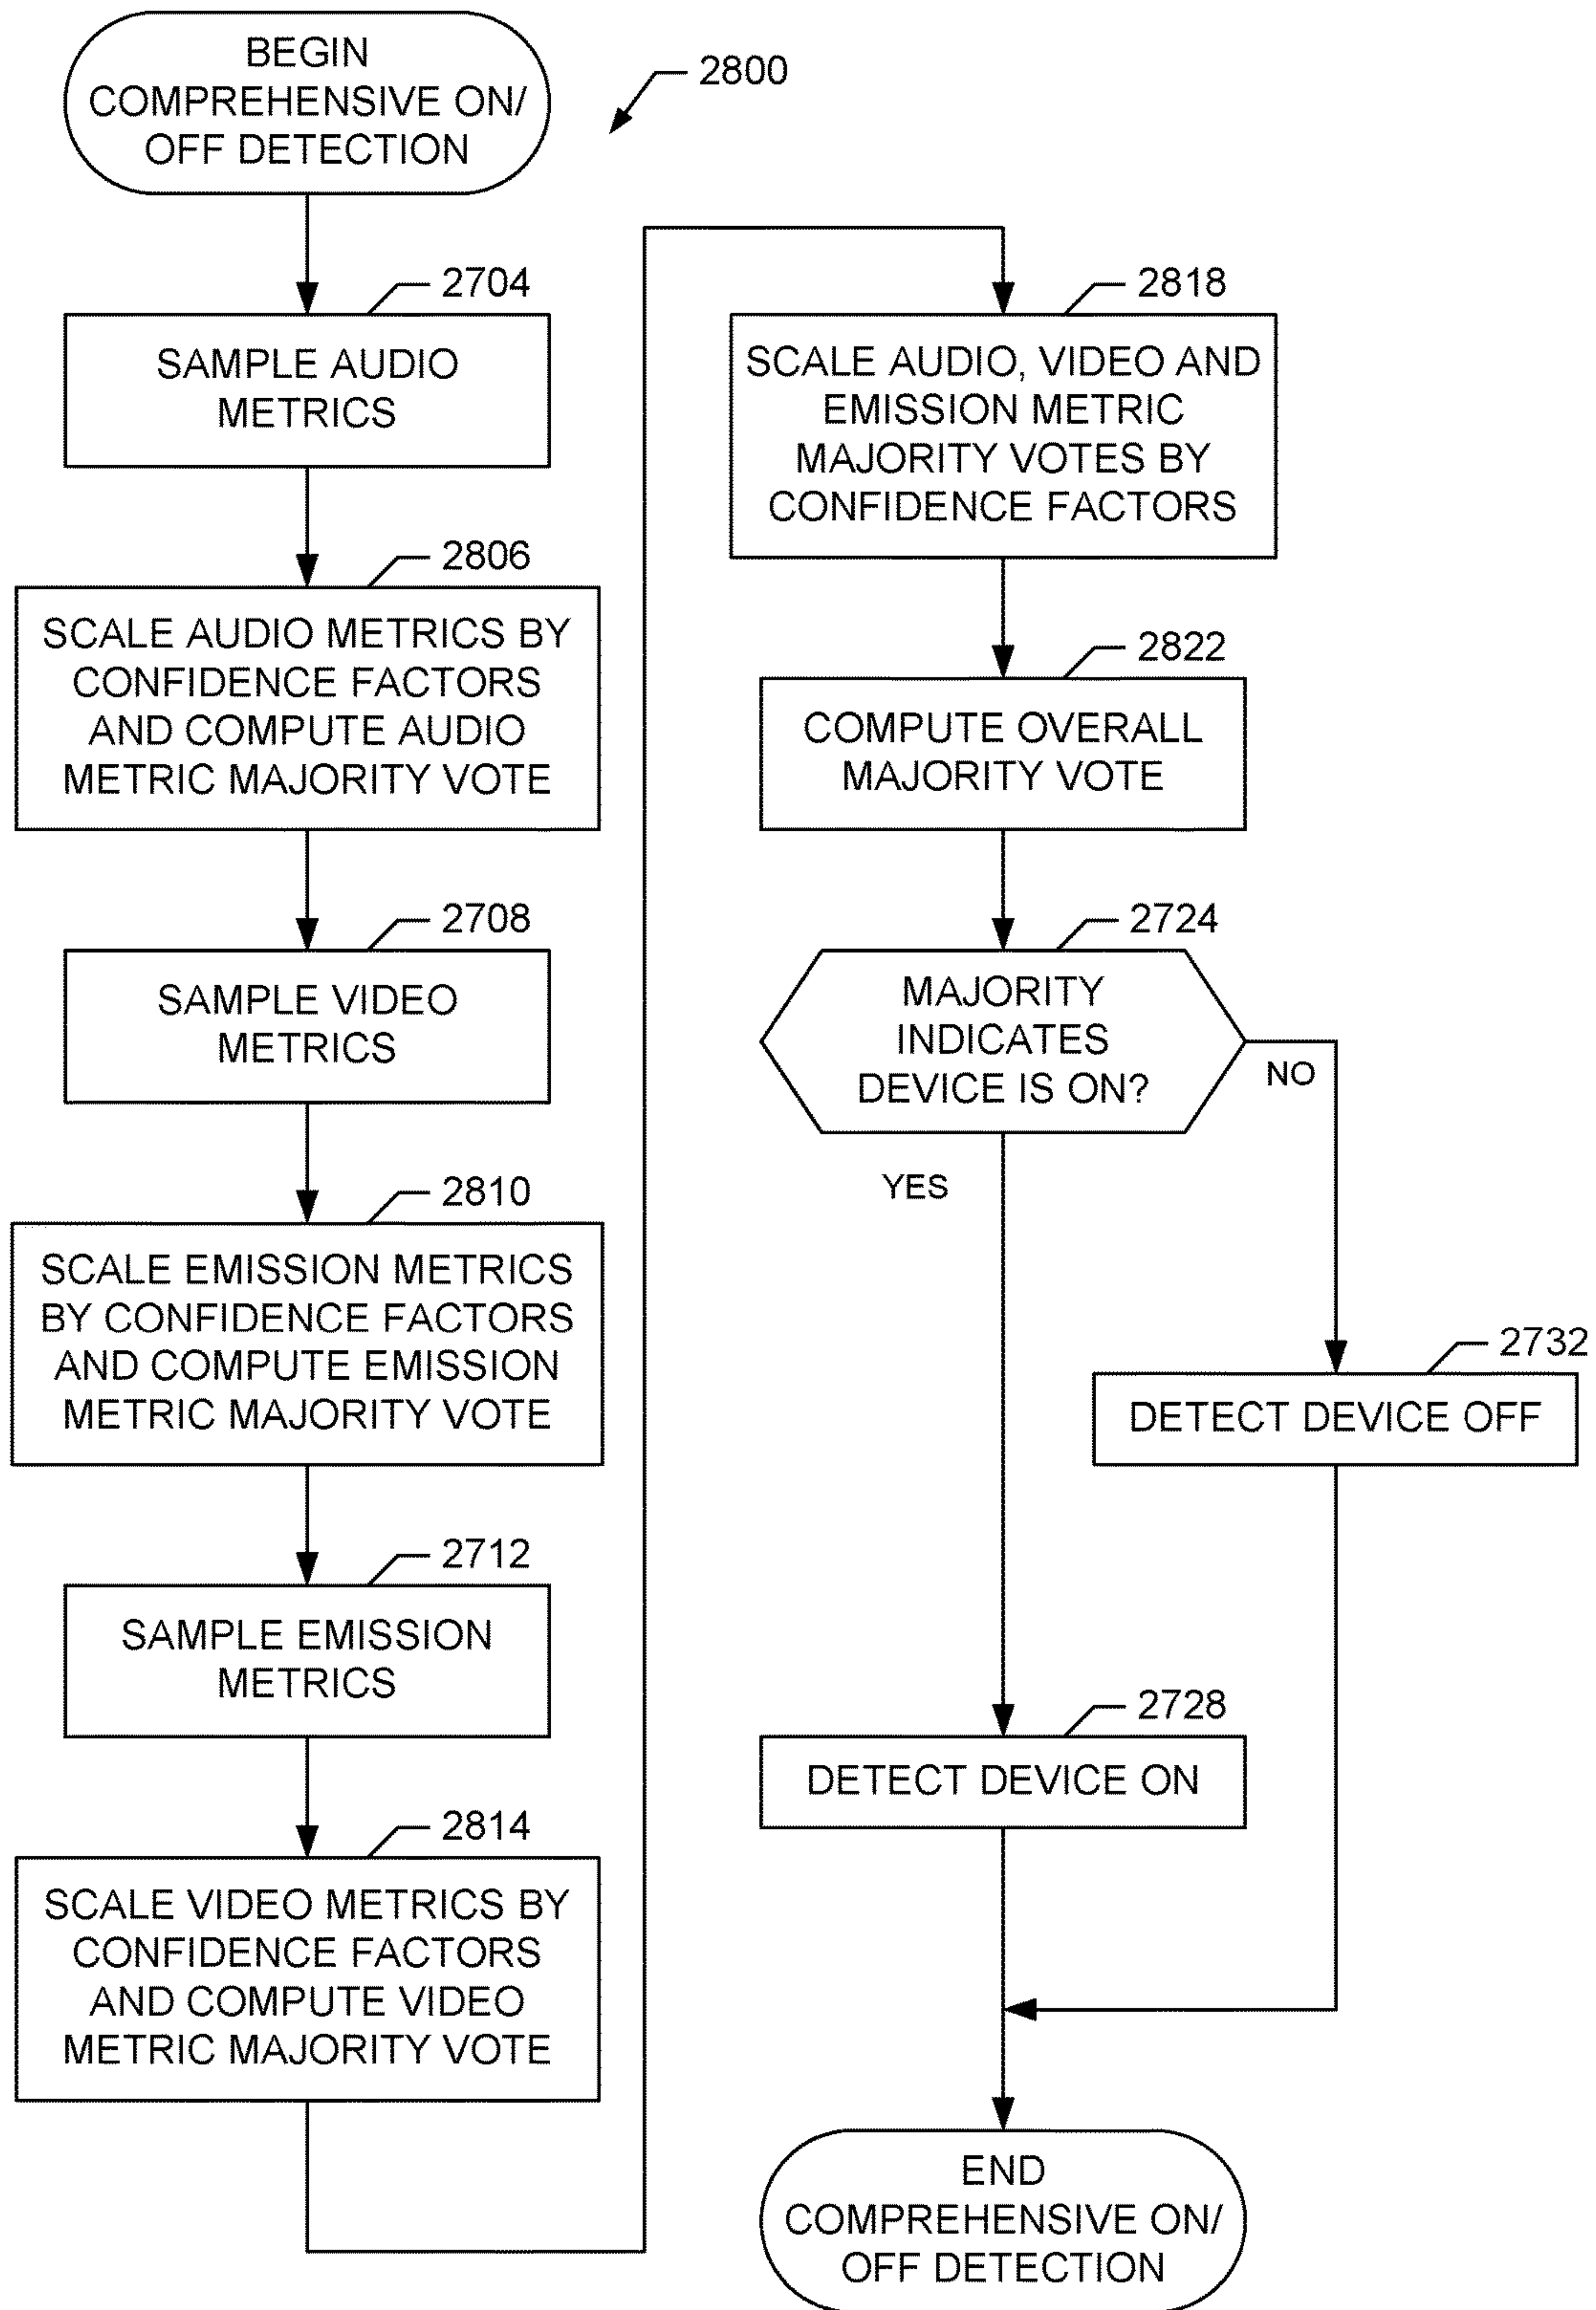 BEGIN
COMPREHENSIVE ON/
OFF DETECTION
2800
2704
SAMPLE AUDIO
METRICS
2806
SCALE AUDIO METRICS BY
CONFIDENCE FACTORS
AND COMPUTE AUDIO
METRIC MAJORITY VOTE
2708
SAMPLE VIDEO
METRICS
2810
SCALE EMISSION METRICS
BY CONFIDENCE FACTORS
AND COMPUTE EMISSION
METRIC MAJORITY VOTE
2712
SAMPLE EMISSION
METRICS
2814
SCALE VIDEO METRICS BY
CONFIDENCE FACTORS
AND COMPUTE VIDEO
METRIC MAJORITY VOTE
2818
SCALE AUDIO, VIDEO AND
EMISSION METRIC
MAJORITY VOTES BY
CONFIDENCE FACTORS
2822
COMPUTE OVERALL
MAJORITY VOTE
2724
MAJORITY
INDICATES
DEVICE IS ON?
NO
YES
2732
DETECT DEVICE OFF
2728
DETECT DEVICE ON
END
COMPREHENSIVE ON/
OFF DETECTION